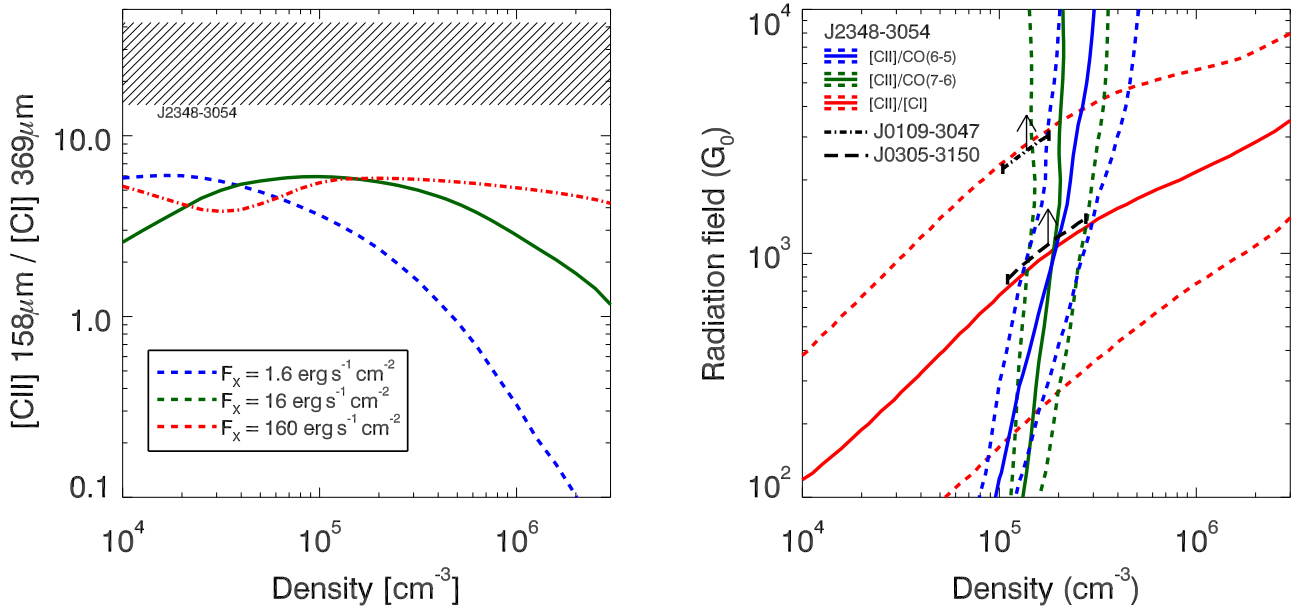 [CII] 158μm / [CI] 369μm
10.0
1.0
0.1
J2348-3054
F_X = 1.6 erg s^-1 cm^-2
F_X = 16 erg s^-1 cm^-2
F_X = 160 erg s^-1 cm^-2
10^4
10^5
10^6
Density [cm^-3]
Radiation field (G_0)
10^4
10^3
10^2
J2348-3054
[CII]/CO(6-5)
[CII]/CO(7-6)
[CII]/[CI]
J0109-3047
J0305-3150
10^4
10^5
10^6
Density (cm^-3)